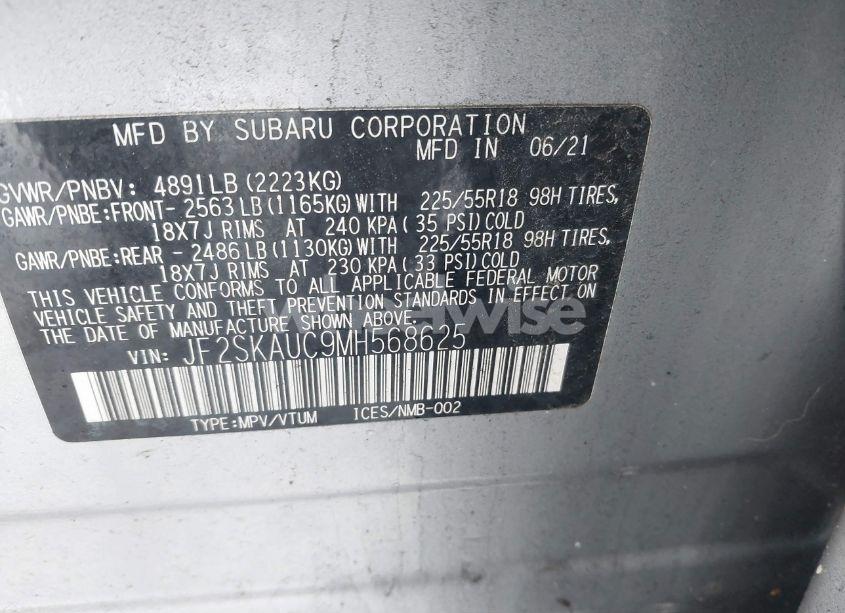 MFD BY SUBARU CORPORATION
MFD IN 06/21
GVWR/PNBV: 4891LB (2223KG)
GAWR/PNBE:FRONT- 2563LB (1165KG) WITH 225/55R18 98H TIRES,
18X7J RIMS AT 240 KPA ( 35 PSI) COLD
GAWR/PNBE:REAR - 2486LB (1130KG) WITH 225/55R18 98H TIRES,
18X7J RIMS AT 230 KPA ( 33 PSI) COLD
THIS VEHICLE CONFORMS TO ALL APPLICABLE FEDERAL MOTOR
VEHICLE SAFETY AND THEFT PREVENTION STANDARDS IN EFFECT ON
THE DATE OF MANUFACTURE SHOWN ABOVE.
VIN: JF2SKAUC9MH568625
TYPE:MPV/VTUM ICES/NMB-002